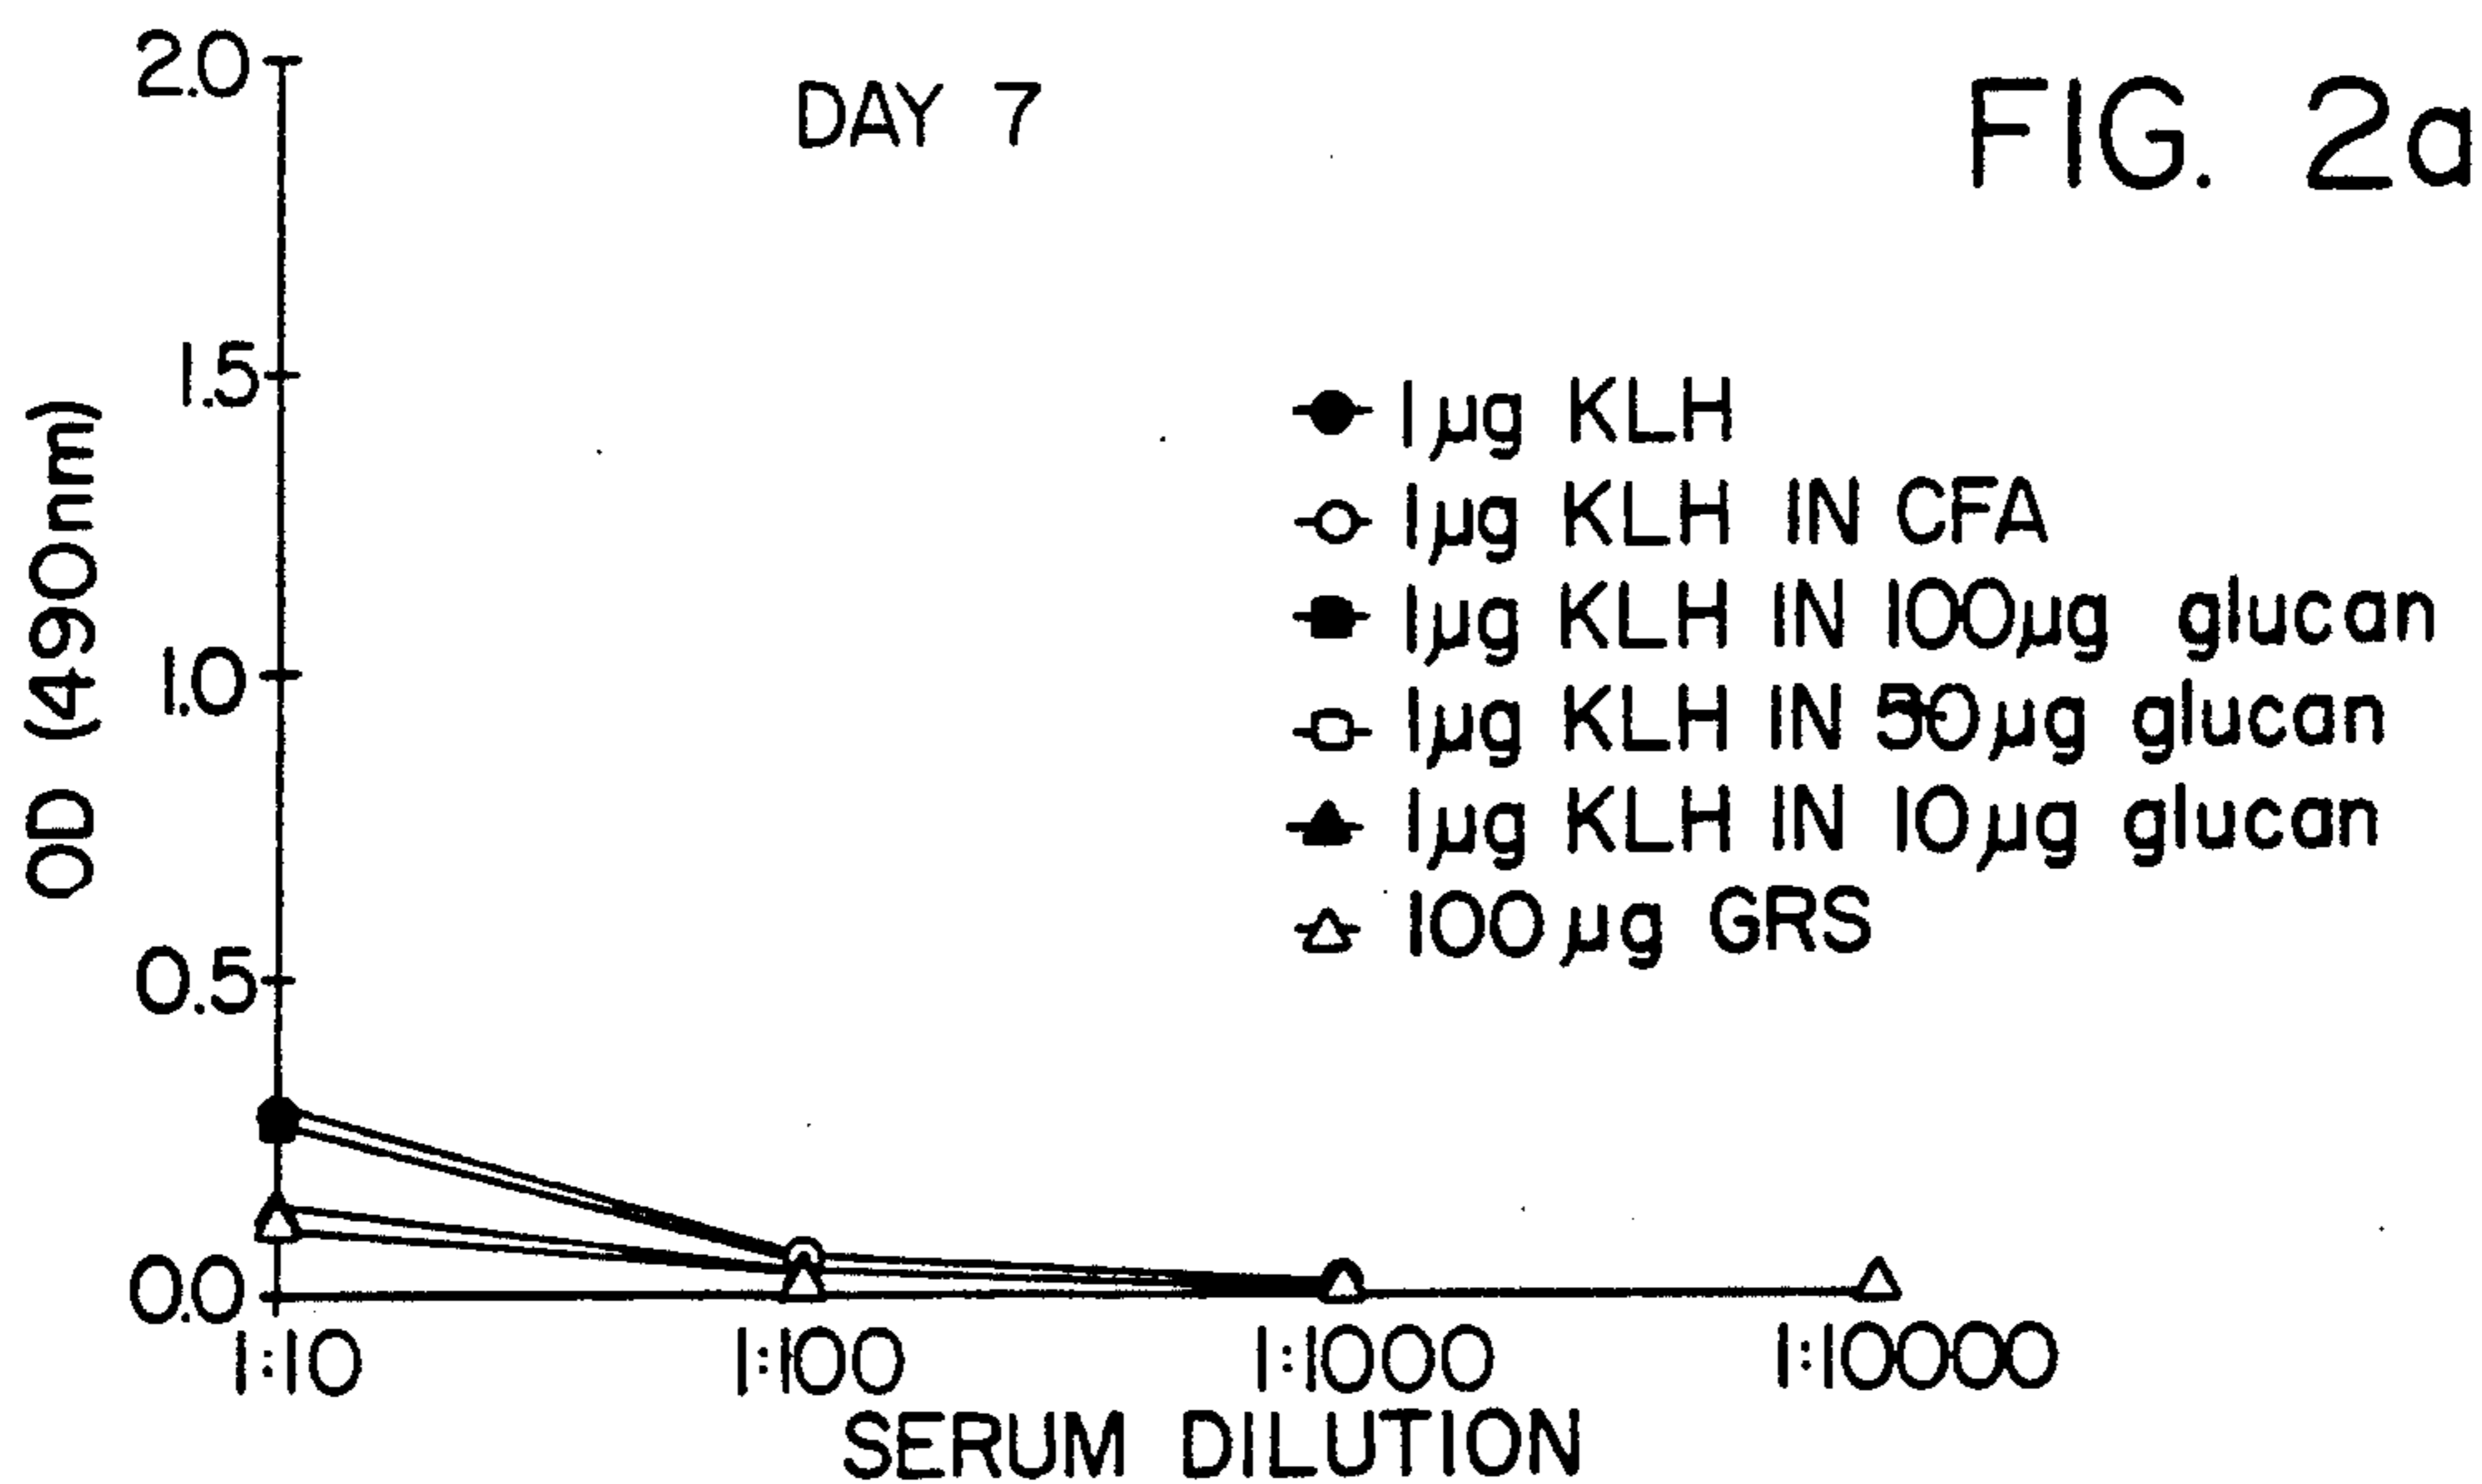 FIG. 2a
DAY 7
2.0
1.5
1.0
0.5
0.0
OD (490nm)
1µg KLH
1µg KLH IN CFA
1µg KLH IN 100µg glucan
1µg KLH IN 50µg glucan
1µg KLH IN 10µg glucan
100µg GRS
1:10 1:100 1:1000 1:10000
SERUM DILUTION